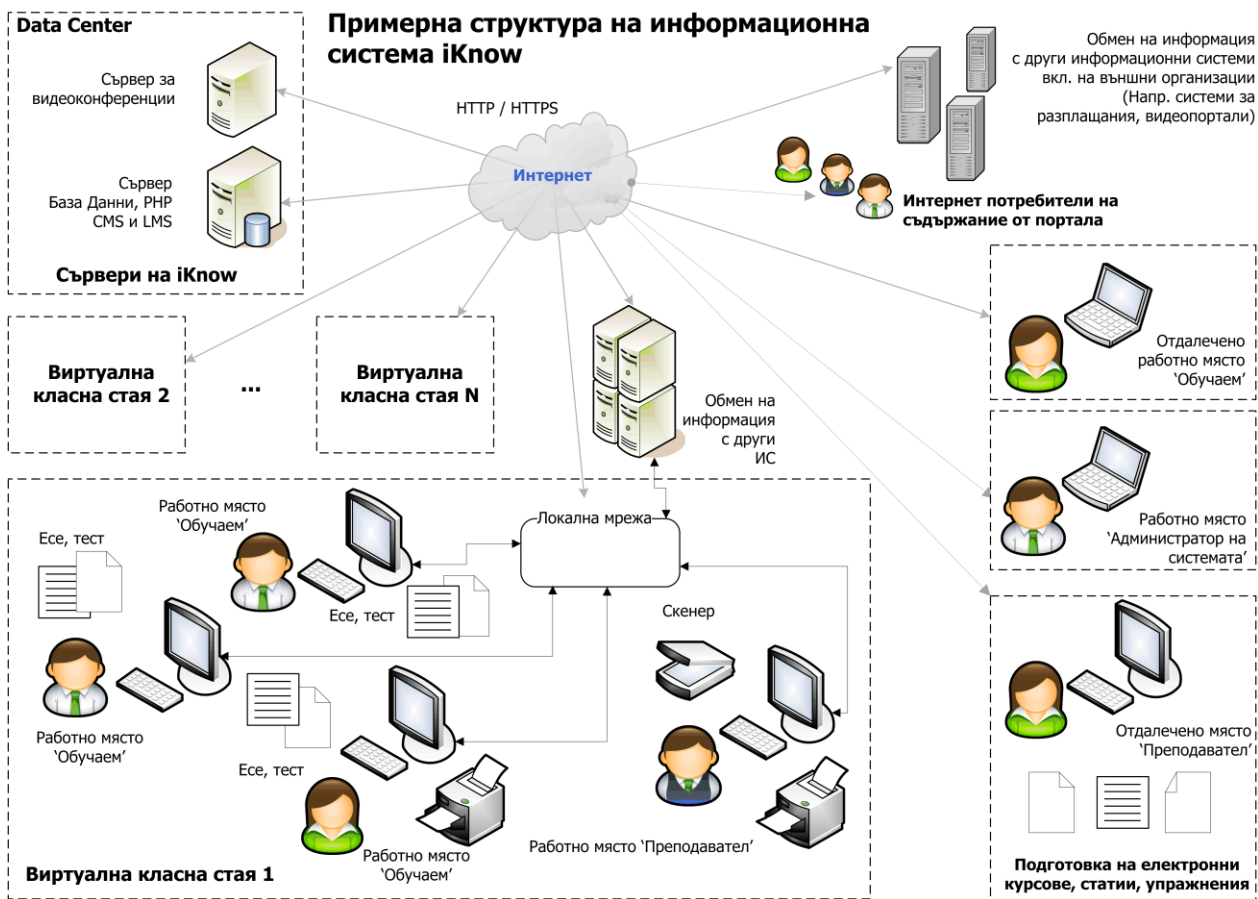 Data Center
Примерна структура на информационна
система iKnow
Сървер за
видеоконференции
HTTP / HTTPS
Обмен на информация
с други информационни системи
вкл. на външни организации
(Напр. системи за
разплащания, видеопортали)
Интернет
Сървер
База Данни, PHP
CMS и LMS
Интернет потребители на
съдържание от портала
Сървери на iKnow
Виртуална
класна стая 2
...
Виртуална
класна стая N
Обмен на
информация
с други
ИС
Отдалечено
работно място
‘Обучаем’
Работно място
‘Администратор на
системата’
Работно място
‘Обучаем’
Локална мрежа
Есе, тест
Есе, тест
Скенер
Работно място
‘Обучаем’
Есе, тест
Работно място
‘Обучаем’
Работно място ‘Преподавател’
Виртуална класна стая 1
Отдалечено място
‘Преподавател’
Подготовка на електронни
курсове, статии, упражнения